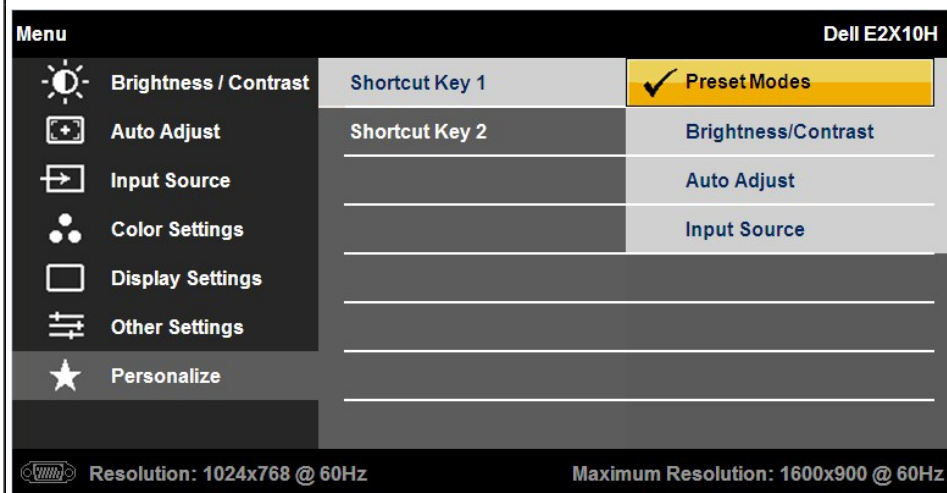 Menu Dell E2X10H
Brightness / Contrast Shortcut Key 1 Preset Modes
Auto Adjust Shortcut Key 2 Brightness/Contrast
Input Source Auto Adjust
Color Settings Input Source
Display Settings
Other Settings
Personalize
Resolution: 1024x768 @ 60Hz Maximum Resolution: 1600x900 @ 60Hz